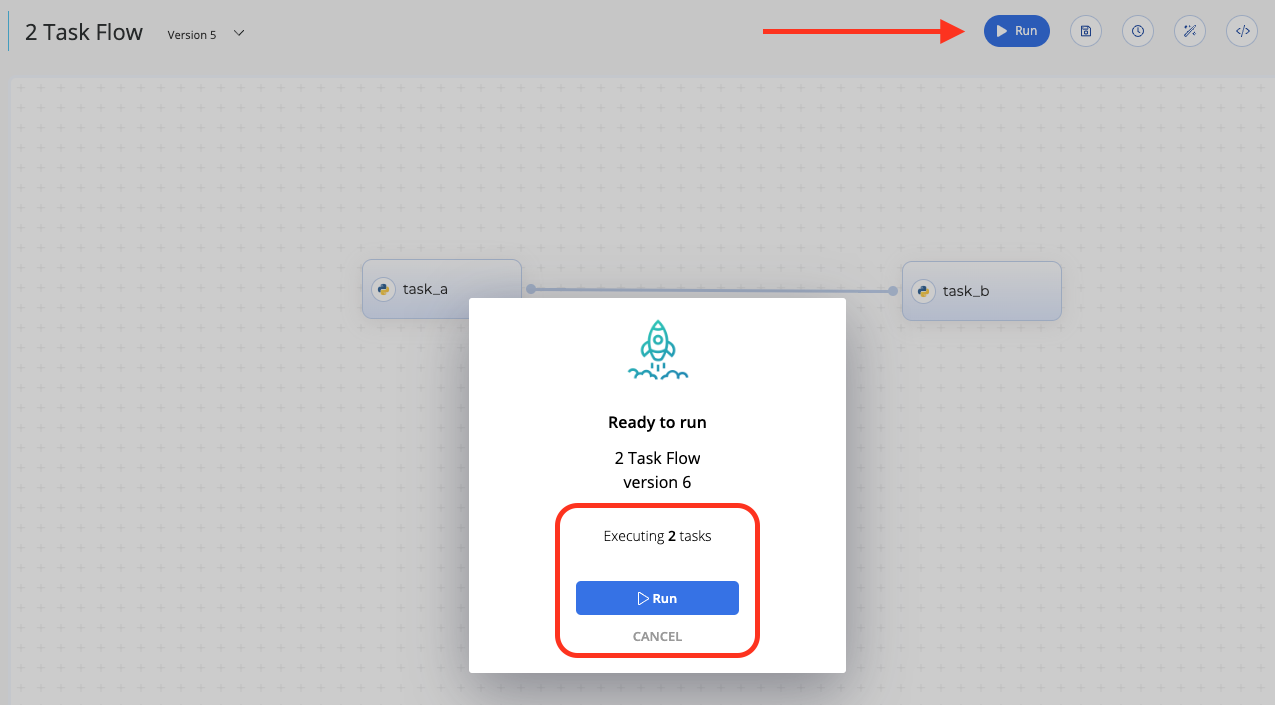 2 Task Flow Version 5
Run
task_a
task_b
Ready to run
2 Task Flow
version 6
Executing 2 tasks
Run
CANCEL